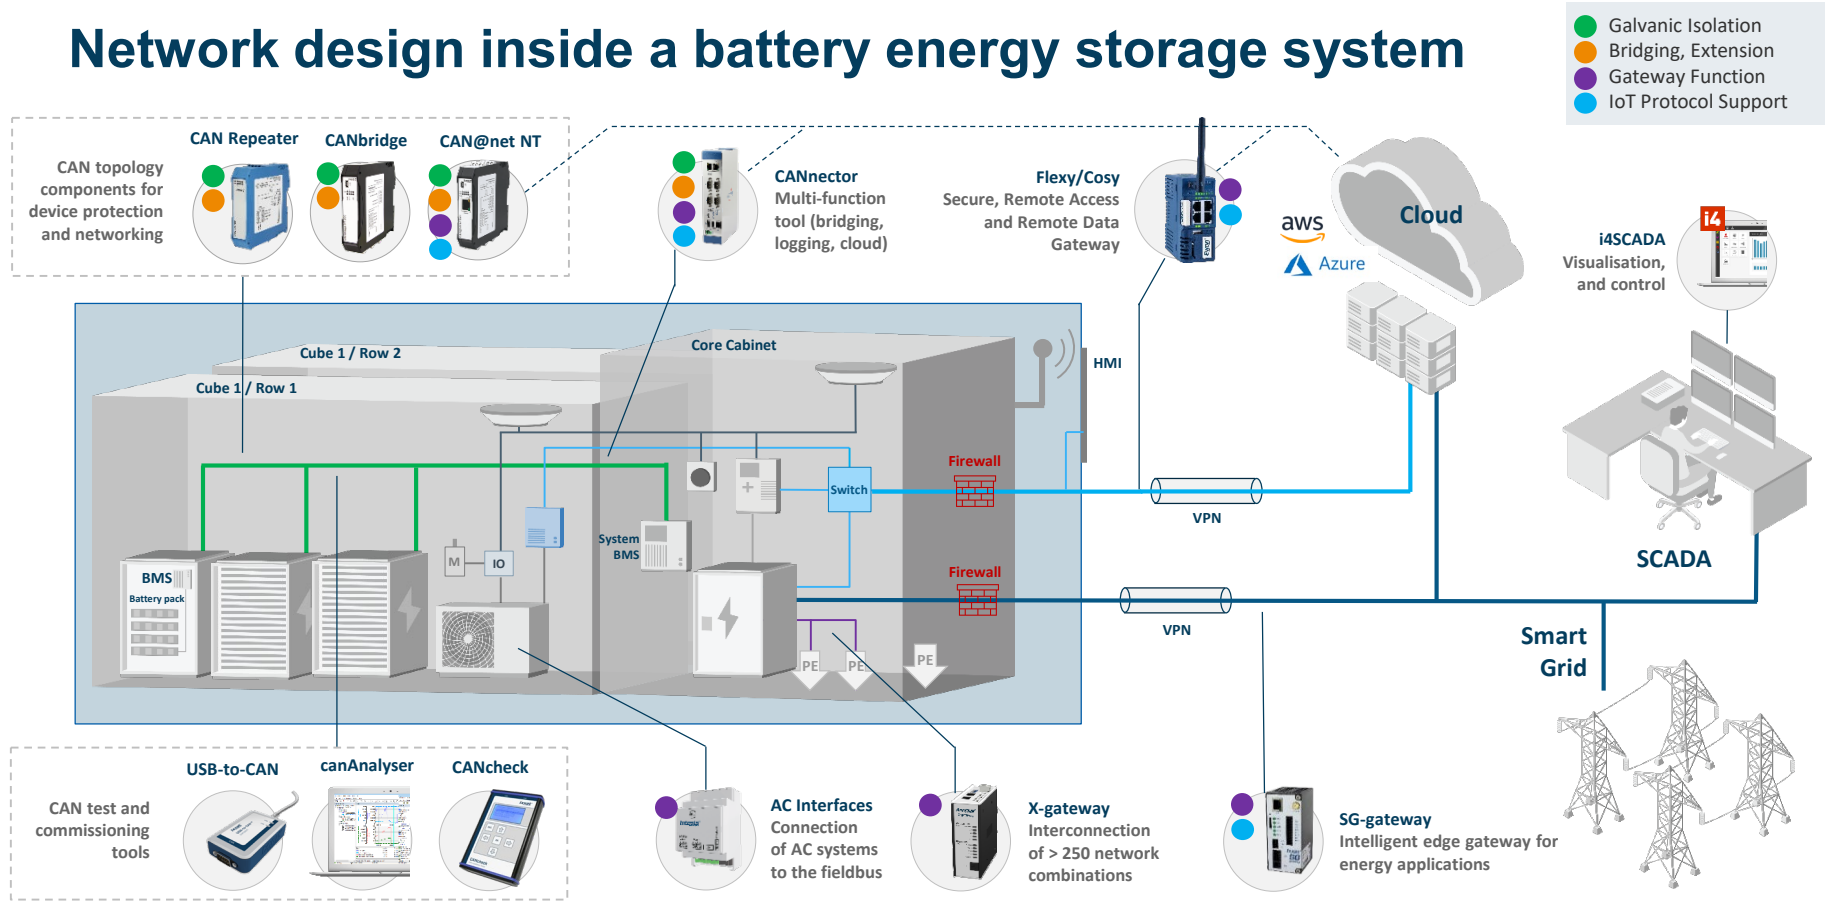 Network design inside a battery energy storage system
Galvanic Isolation
Bridging, Extension
Gateway Function
IoT Protocol Support
CAN topology
components for
device protection
and networking
CAN Repeater
CANbridge
CAN@net NT
CANnector
Multi-function
tool (bridging,
logging, cloud)
Flexy/Cosy
Secure, Remote Access
and Remote Data
Gateway
aws
Azure
Cloud
i4
i4SCADA
Visualisation,
and control
Cube 1 / Row 2
Cube 1 / Row 1
Core Cabinet
HMI
Firewall
Switch
VPN
System
BMS
M
IO
BMS
Battery pack
Firewall
VPN
SCADA
PE
PE
PE
Smart
Grid
CAN test and
commissioning
tools
USB-to-CAN
canAnalyser
CANcheck
AC Interfaces
Connection
of AC systems
to the fieldbus
X-gateway
Interconnection
of > 250 network
combinations
SG-gateway
Intelligent edge gateway for
energy applications